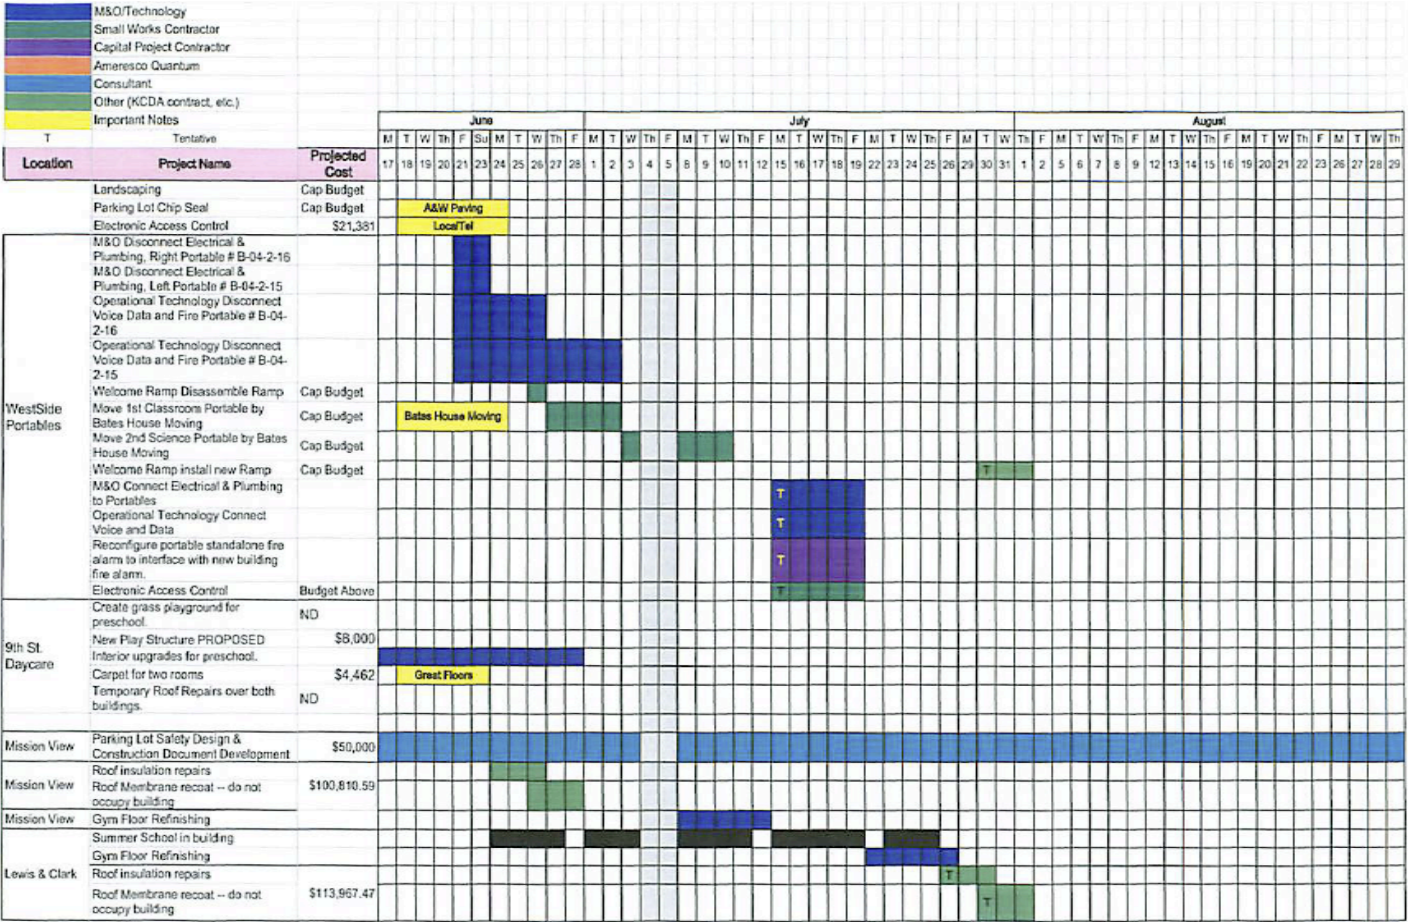 M&O/Technology
Small Works Contractor
Capital Project Contractor
Ameresco Quantum
Consultant
Other (KCDA contract, etc.)
Important Notes
June July August
T Tentative M T W Th F Su M T W Th F M T W Th F M T W Th F M T W Th F M T W Th F M T W Th F M T W Th F M T W Th F M T W Th F M T W Th
Location Project Name Projected Cost 17 18 19 20 21 23 24 25 26 27 28 1 2 3 4 5 8 9 10 11 12 15 16 17 18 19 22 23 24 25 26 29 30 31 1 2 5 6 7 8 9 12 13 14 15 16 19 20 21 22 23 26 27 28 29
Landscaping Cap Budget
Parking Lot Chip Seal Cap Budget A&W Paving
Electronic Access Control $21,381 LocalTel
WestSide Portables
M&O Disconnect Electrical &
Plumbing, Right Portable # B-04-2-16
M&O Disconnect Electrical &
Plumbing, Left Portable # B-04-2-15
Operational Technology Disconnect
Voice Data and Fire Portable # B-04-
2-16
Operational Technology Disconnect
Voice Data and Fire Portable # B-04-
2-15
Welcome Ramp Disassemble Ramp Cap Budget
Move 1st Classroom Portable by
Bates House Moving Cap Budget Bates House Moving
Move 2nd Science Portable by Bates
House Moving Cap Budget
Welcome Ramp install new Ramp Cap Budget T
M&O Connect Electrical & Plumbing
to Portables T
Operational Technology Connect
Voice and Data T
Reconfigure portable standalone fire
alarm to interface with new building
fire alarm. T
Electronic Access Control Budget Above T
9th St.
Daycare
Create grass playground for
preschool. ND
New Play Structure PROPOSED $8,000
Interior upgrades for preschool.
Carpet for two rooms $4,462 Great Floors
Temporary Roof Repairs over both
buildings. ND
Mission View Parking Lot Safety Design &
Construction Document Development $50,000
Mission View Roof insulation repairs
Roof Membrane recoat -- do not
occupy building $100,810.59
Mission View Gym Floor Refinishing
Lewis & Clark Summer School in building
Gym Floor Refinishing
Roof insulation repairs T
Roof Membrane recoat -- do not
occupy building $113,967.47 T